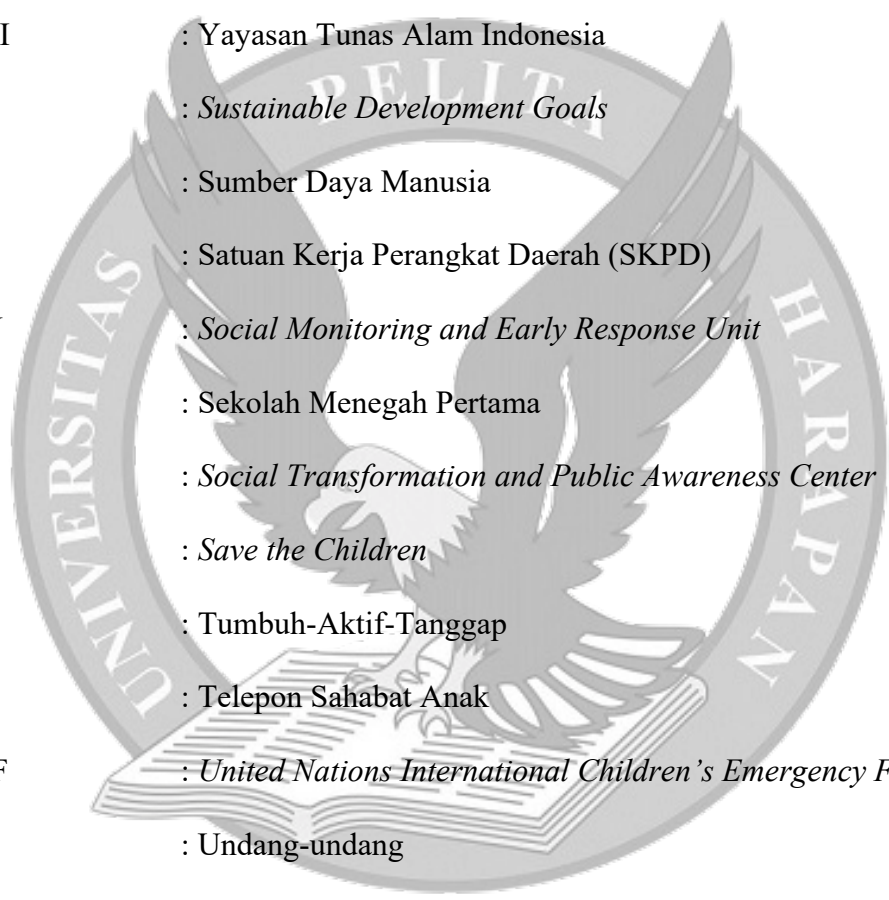 I : Yayasan Tunas Alam Indonesia
: Sustainable Development Goals
: Sumber Daya Manusia
: Satuan Kerja Perangkat Daerah (SKPD)
: Social Monitoring and Early Response Unit
: Sekolah Menegah Pertama
: Social Transformation and Public Awareness Center
: Save the Children
: Tumbuh-Aktif-Tanggap
: Telepon Sahabat Anak
F : United Nations International Children’s Emergency F
: Undang-undang
UNIVERSITAS PELITA HARAPAN